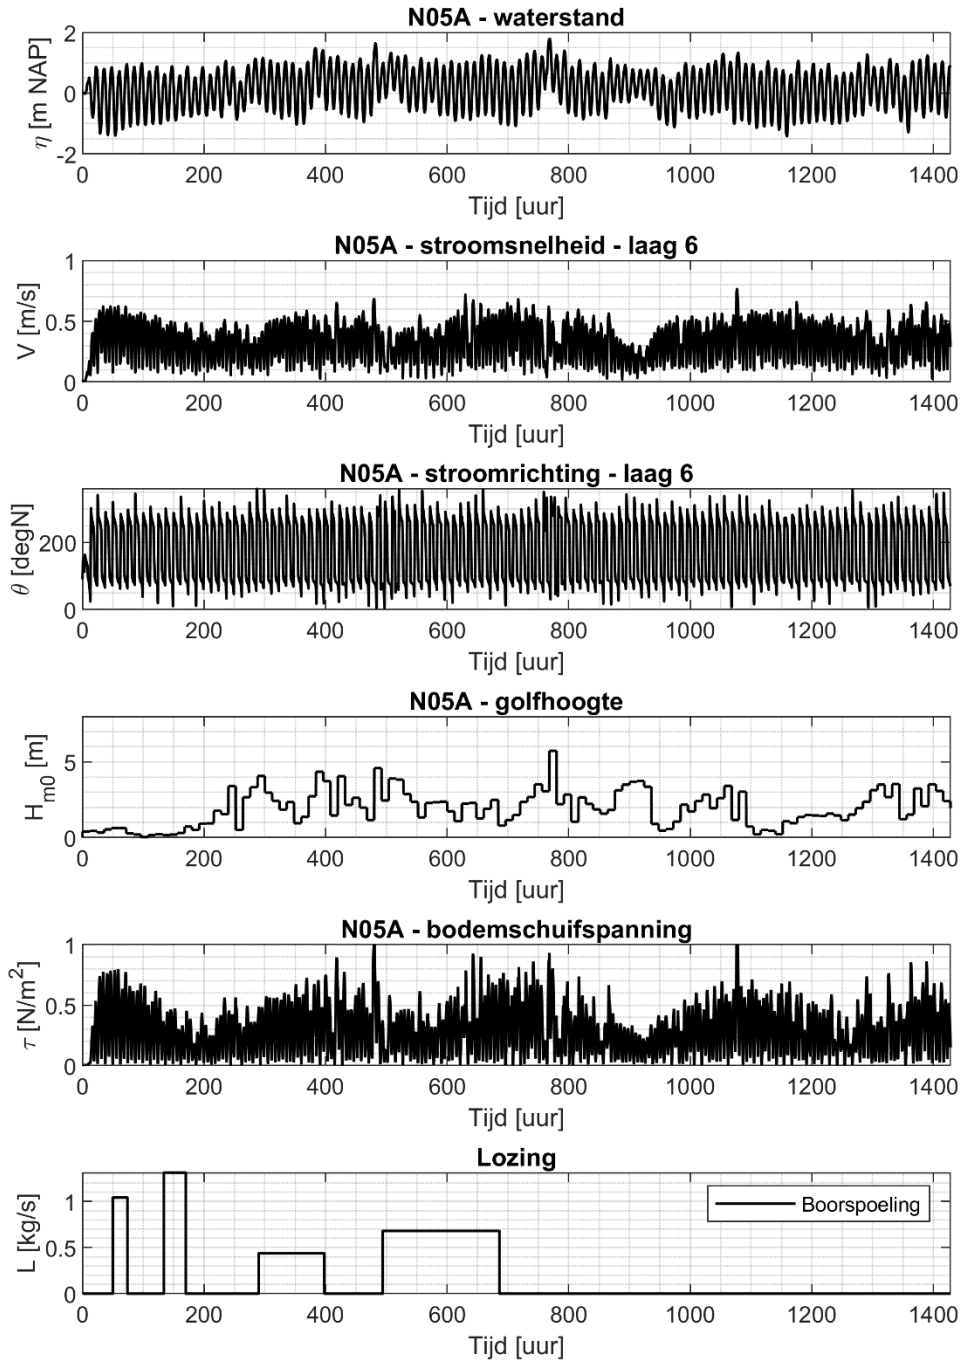 N05A - waterstand
2
0
-2
η [m NAP]
0 200 400 600 800 1000 1200 1400
Tijd [uur]
N05A - stroomsnelheid - laag 6
1
0.5
0
V [m/s]
0 200 400 600 800 1000 1200 1400
Tijd [uur]
N05A - stroomrichting - laag 6
200
0
θ [degN]
0 200 400 600 800 1000 1200 1400
Tijd [uur]
N05A - golfhoogte
5
0
Hm0 [m]
0 200 400 600 800 1000 1200 1400
Tijd [uur]
N05A - bodemschuifspanning
1
0.5
0
τ [N/m²]
0 200 400 600 800 1000 1200 1400
Tijd [uur]
Lozing
1
0.5
0
L [kg/s]
Boorspoeling
0 200 400 600 800 1000 1200 1400
Tijd [uur]